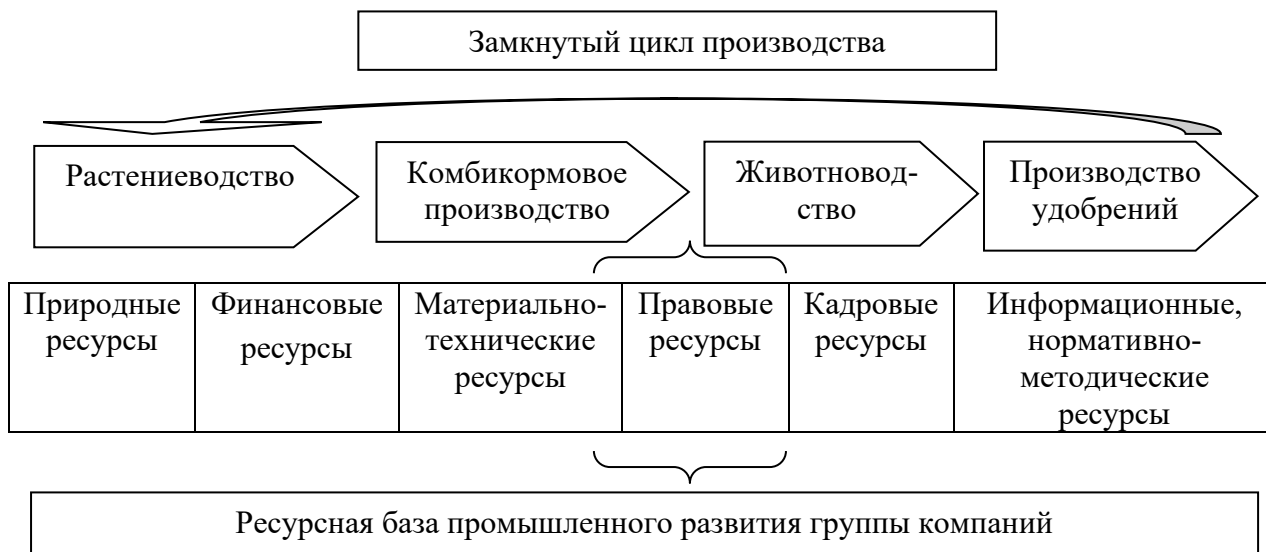 Замкнутый цикл производства
Растениеводство
Комбикормовое
производство
Животновод-
ство
Производство
удобрений
Природные
ресурсы
Финансовые
ресурсы
Материально-
технические
ресурсы
Правовые
ресурсы
Кадровые
ресурсы
Информационные,
нормативно-
методические
ресурсы
Ресурсная база промышленного развития группы компаний